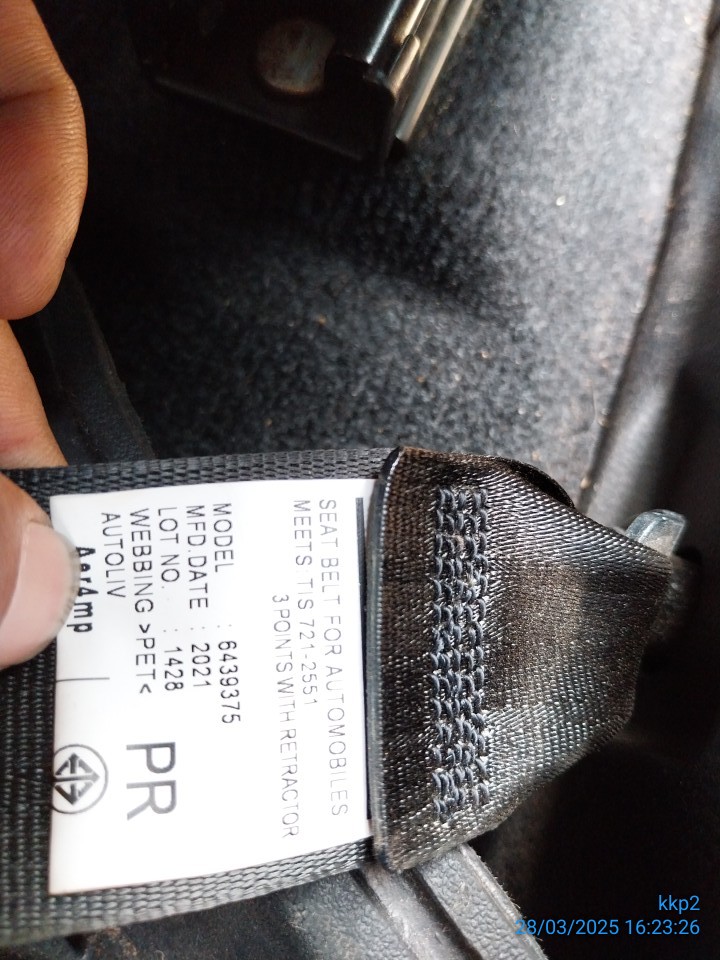 SEAT BELT FOR AUTOMOBILES
MEETS TIS 721-2551
3 POINTS WITH RETRACTOR
MODEL : 6439375
MFD.DATE : 2021
LOT NO. : 1428
WEBBING >PET<
AUTOLIV
PR
kkp2
28/03/2025 16:23:26